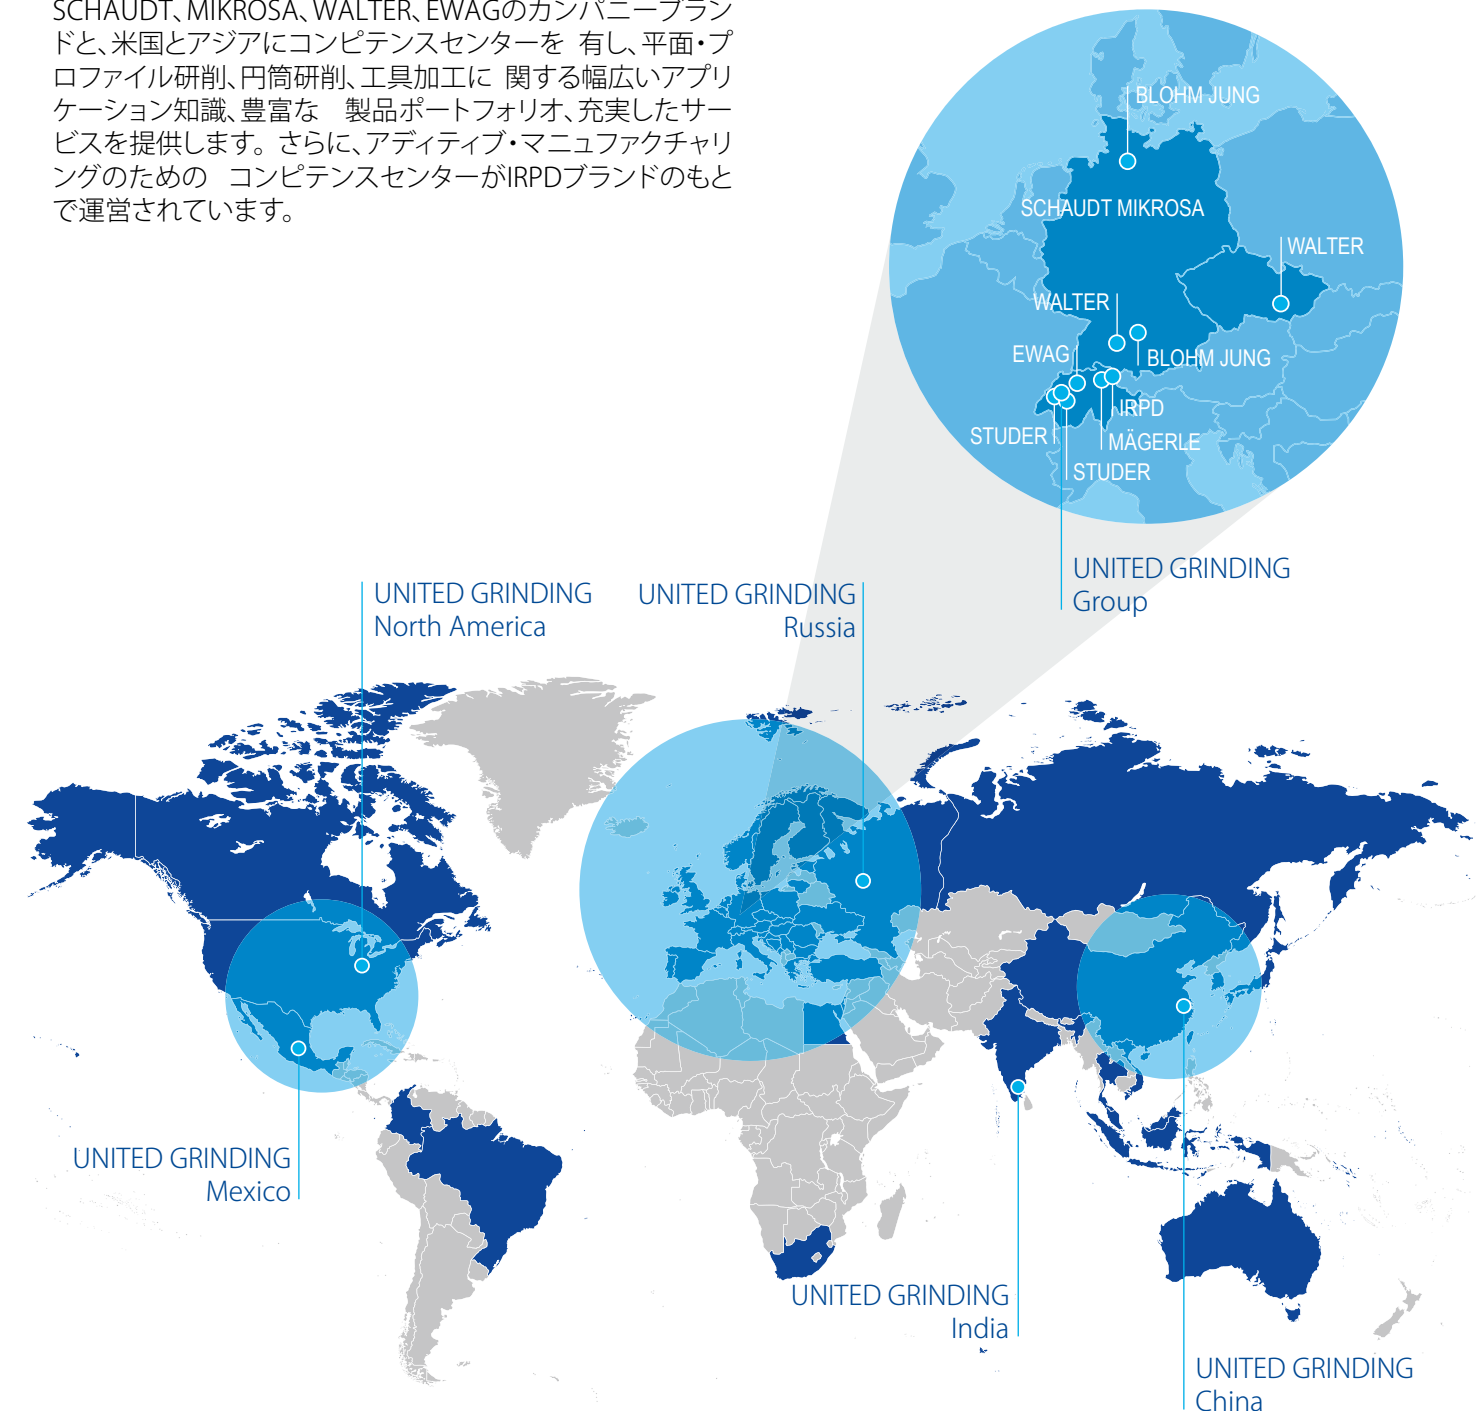 SCHAUDT、MIKROSA、WALTER、EWAGのカンパニーブラン
ドと、米国とアジアにコンピテンスセンターを 有し、平面・プ
ロファイル研削、円筒研削、工具加工に 関する幅広いアプリ
ケーション知識、豊富な　製品ポートフォリオ、充実したサー
ビスを提供します。さらに、アディティブ・マニュファクチャリ
ングのための　コンピテンスセンターがIRPDブランドのもと
で運営されています。
BLOHM JUNG
SCHAUDT MIKROSA
WALTER
WALTER
EWAG
BLOHM JUNG
IRPD
STUDER
MÄGERLE
STUDER
UNITED GRINDING
Group
UNITED GRINDING
North America
UNITED GRINDING
Russia
UNITED GRINDING
Mexico
UNITED GRINDING
India
UNITED GRINDING
China